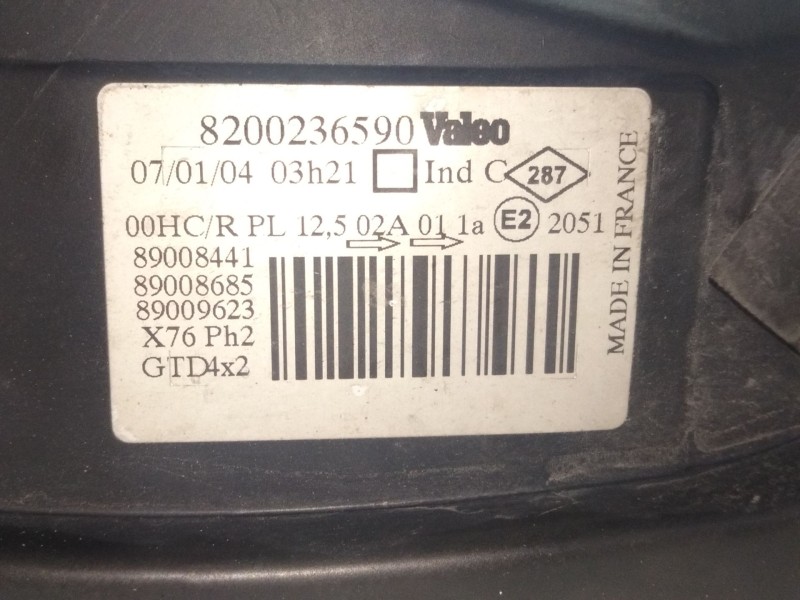 8200236590 Valeo
07/01/04 03h21 Ind C 287
00HC/R PL 12,5 02A 01 1a E2 2051
89008441
89008685
89009623
X76 Ph2
GTD4x2
MADE IN FRANCE